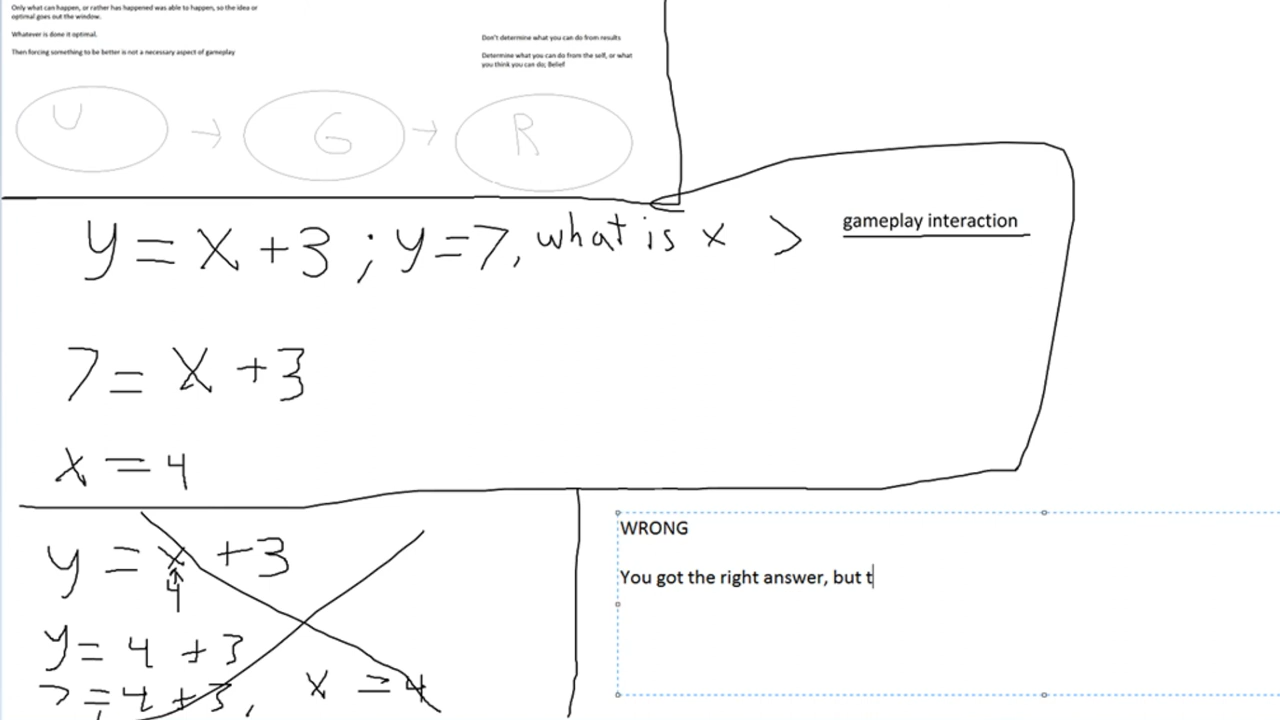 Only what can happen, or rather has happened was able to happen, so the idea or
optimal goes out the window.
Whatever is done it optimal.
Then forcing something to be better is not a necessary aspect of gameplay
Don't determine what you can do from results
Determine what you can do from the self, or what
you think you can do; Belief
U → G → R
y = x + 3 ; y = 7, what is x > gameplay interaction
7 = x + 3
x = 4
y = x + 3
4
y = 4 + 3
7 = 4 + 3, x = 4
WRONG
You got the right answer, but t